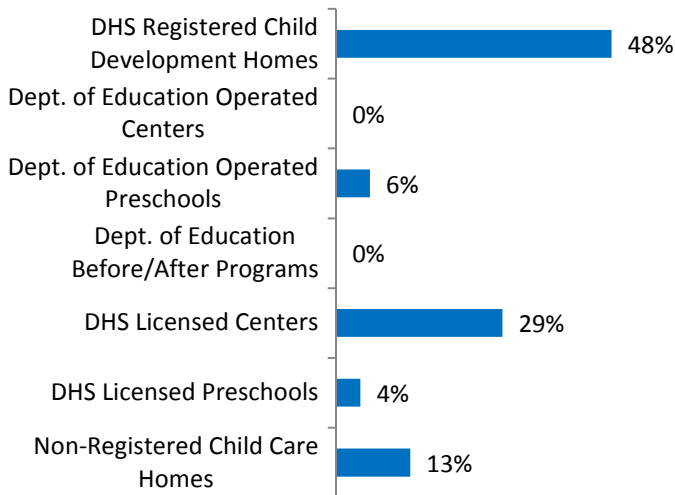 DHS Registered Child
Development Homes
48%
Dept. of Education Operated
Centers
0%
Dept. of Education Operated
Preschools
6%
Dept. of Education
Before/After Programs
0%
DHS Licensed Centers
29%
DHS Licensed Preschools
4%
Non-Registered Child Care
Homes
13%